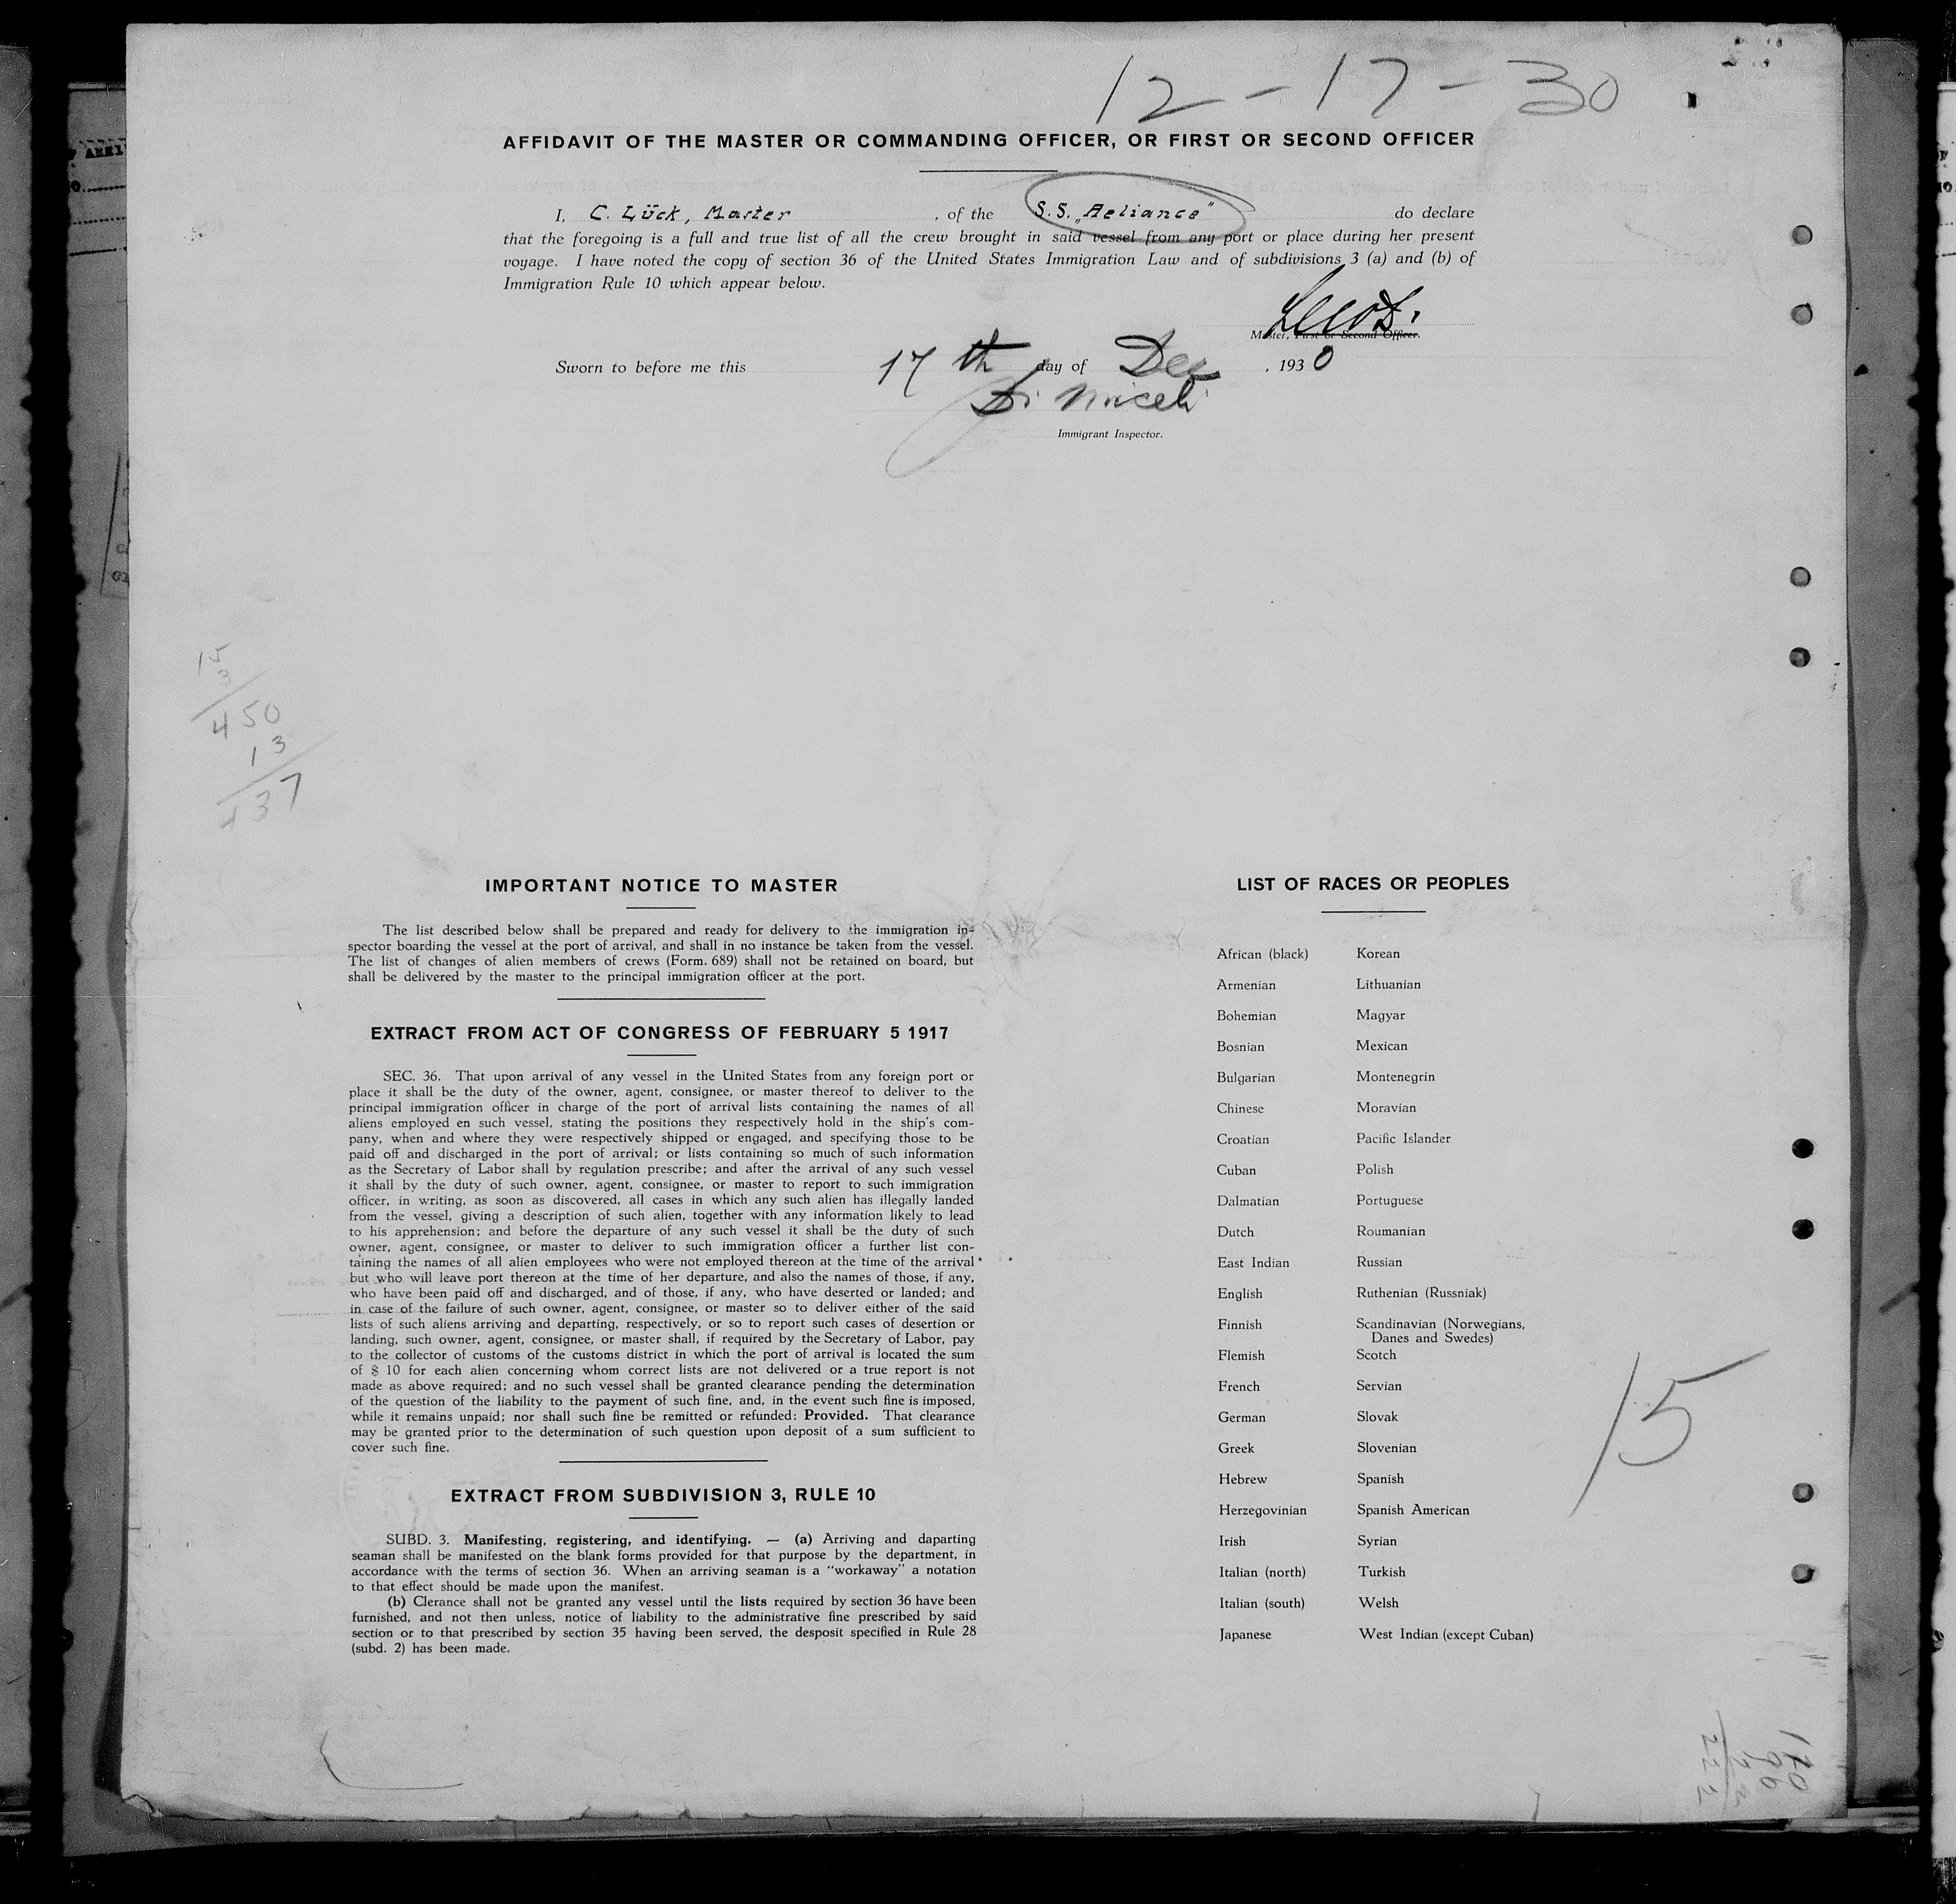 12-17-30
AFFIDAVIT OF THE MASTER OR COMMANDING OFFICER, OR FIRST OR SECOND OFFICER
I, C. Lück, Master, of the S.S. „Reliance" do declare
that the foregoing is a full and true list of all the crew brought in said vessel from any port or place during her present
voyage. I have noted the copy of section 36 of the United States Immigration Law and of subdivisions 3 (a) and (b) of
Immigration Rule 10 which appear below.
Master, First or Second Officer.
Sworn to before me this 17th day of Dec, 1930
Immigrant Inspector.
15
3
450
13
437
IMPORTANT NOTICE TO MASTER
The list described below shall be prepared and ready for delivery to the immigration in-
spector boarding the vessel at the port of arrival, and shall in no instance be taken from the vessel.
The list of changes of alien members of crews (Form. 689) shall not be retained on board, but
shall be delivered by the master to the principal immigration officer at the port.
EXTRACT FROM ACT OF CONGRESS OF FEBRUARY 5 1917
SEC. 36. That upon arrival of any vessel in the United States from any foreign port or
place it shall be the duty of the owner, agent, consignee, or master thereof to deliver to the
principal immigration officer in charge of the port of arrival lists containing the names of all
aliens employed en such vessel, stating the positions they respectively hold in the ship's com-
pany, when and where they were respectively shipped or engaged, and specifying those to be
paid off and discharged in the port of arrival; or lists containing so much of such information
as the Secretary of Labor shall by regulation prescribe; and after the arrival of any such vessel
it shall by the duty of such owner, agent, consignee, or master to report to such immigration
officer, in writing, as soon as discovered, all cases in which any such alien has illegally landed
from the vessel, giving a description of such alien, together with any information likely to lead
to his apprehension; and before the departure of any such vessel it shall be the duty of such
owner, agent, consignee, or master to deliver to such immigration officer a further list con-
taining the names of all alien employees who were not employed thereon at the time of the arrival
but who will leave port thereon at the time of her departure, and also the names of those, if any,
who have been paid off and discharged, and of those, if any, who have deserted or landed; and
in case of the failure of such owner, agent, consignee, or master so to deliver either of the said
lists of such aliens arriving and departing, respectively, or so to report such cases of desertion or
landing, such owner, agent, consignee, or master shall, if required by the Secretary of Labor, pay
to the collector of customs of the customs district in which the port of arrival is located the sum
of $ 10 for each alien concerning whom correct lists are not delivered or a true report is not
made as above required; and no such vessel shall be granted clearance pending the determination
of the question of the liability to the payment of such fine, and, in the event such fine is imposed,
while it remains unpaid; nor shall such fine be remitted or refunded: Provided. That clearance
may be granted prior to the determination of such question upon deposit of a sum sufficient to
cover such fine.
EXTRACT FROM SUBDIVISION 3, RULE 10
SUBD. 3. Manifesting, registering, and identifying. — (a) Arriving and daparting
seaman shall be manifested on the blank forms provided for that purpose by the department, in
accordance with the terms of section 36. When an arriving seaman is a "workaway" a notation
to that effect should be made upon the manifest.
(b) Clerance shall not be granted any vessel until the lists required by section 36 have been
furnished, and not then unless, notice of liability to the administrative fine prescribed by said
section or to that prescribed by section 35 having been served, the desposit specified in Rule 28
(subd. 2) has been made.
LIST OF RACES OR PEOPLES
African (black) Korean
Armenian Lithuanian
Bohemian Magyar
Bosnian Mexican
Bulgarian Montenegrin
Chinese Moravian
Croatian Pacific Islander
Cuban Polish
Dalmatian Portuguese
Dutch Roumanian
East Indian Russian
English Ruthenian (Russniak)
Finnish Scandinavian (Norwegians,
Danes and Swedes)
Flemish Scotch
French Servian
German Slovak
Greek Slovenian
Hebrew Spanish
Herzegovinian Spanish American
Irish Syrian
Italian (north) Turkish
Italian (south) Welsh
Japanese West Indian (except Cuban)
15